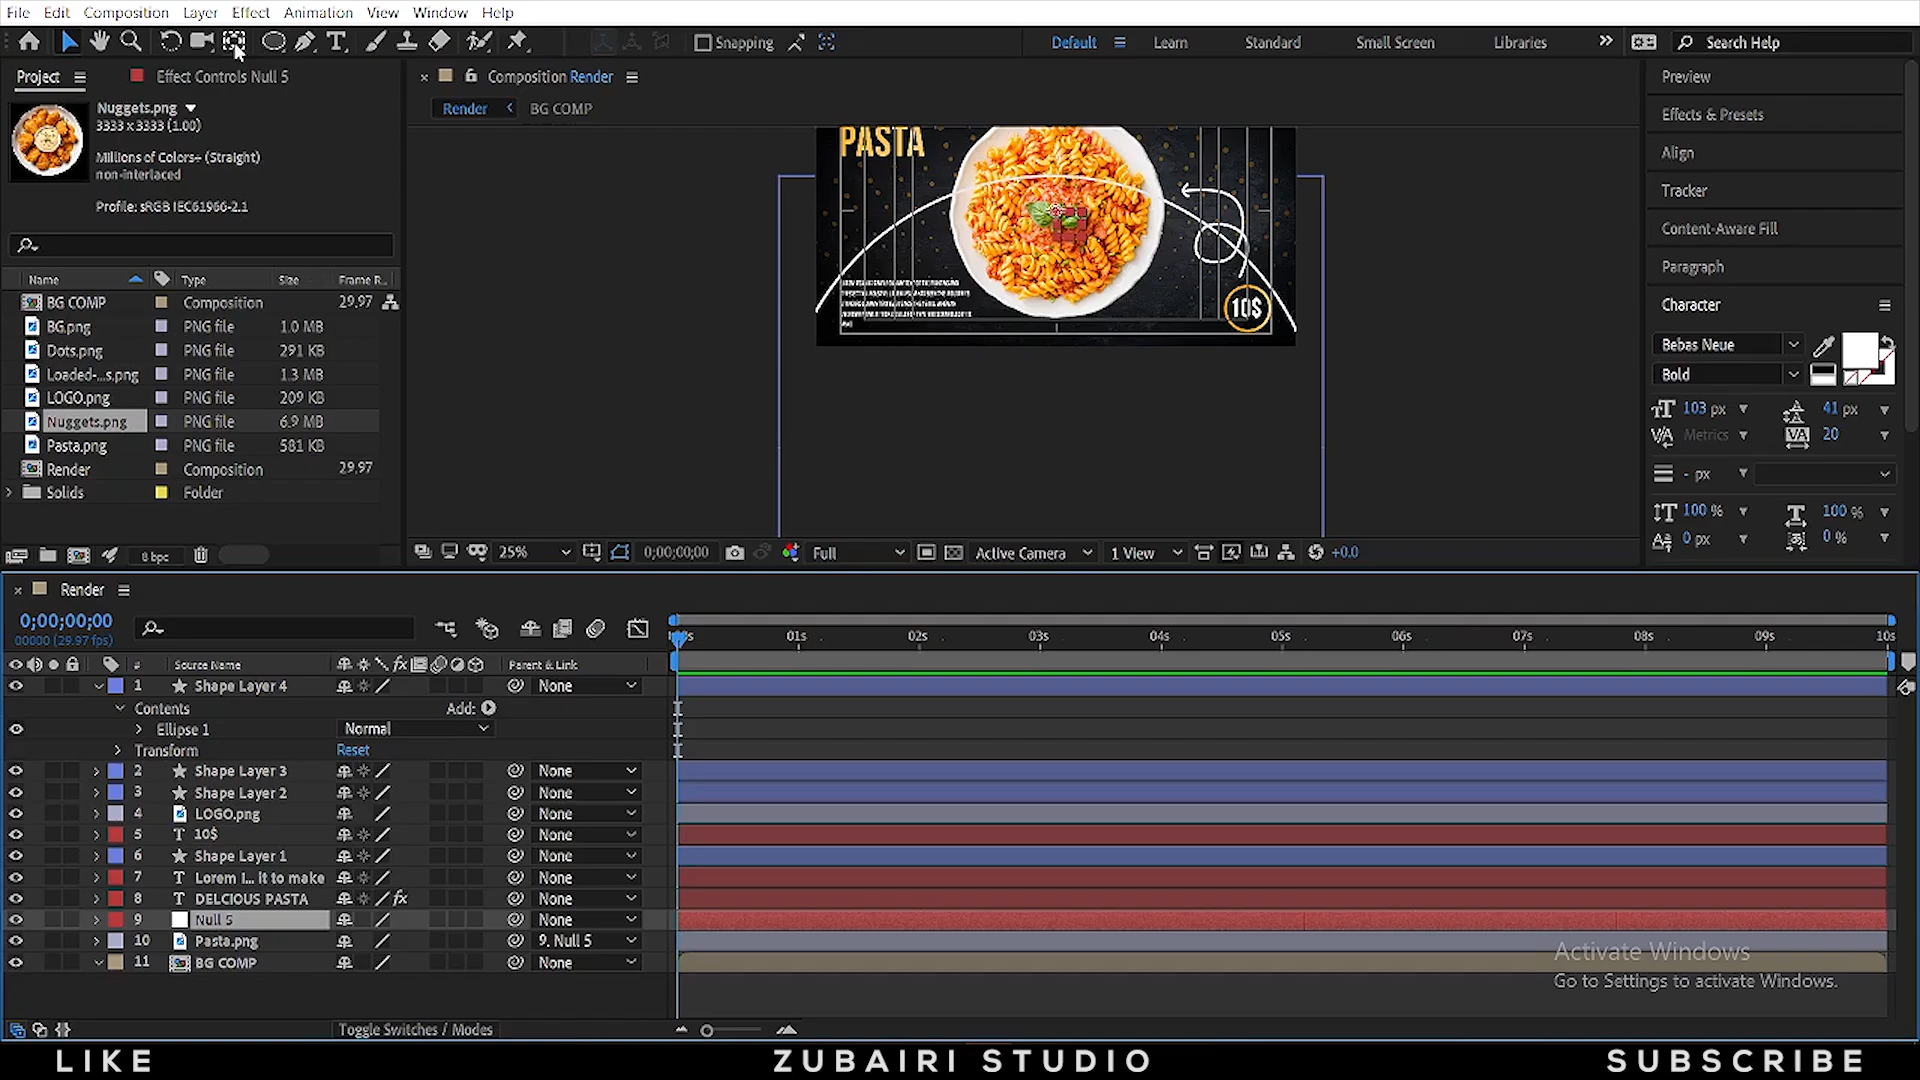 File Edit Composition Layer Effect Animation View Window Help
Snapping Default Learn Standard Small Screen Libraries Search Help
Project Effect Controls Null 5
Nuggets.png
3333 x 3333 (1.00)
Millions of Colors+ (Straight)
non-interlaced
Profile: sRGB IEC61966-2.1
Name Type Size Frame R..
BG COMP Composition 29.97
BG.png PNG file 1.0 MB
Dots.png PNG file 291 KB
Loaded-...s.png PNG file 1.3 MB
LOGO.png PNG file 209 KB
Nuggets.png PNG file 6.9 MB
Pasta.png PNG file 581 KB
Render Composition 29.97
Solids Folder
8 bpc
Composition Render
Render BG COMP
PASTA
10$
25% 0;00;00;00 Full Active Camera 1 View +0.0
Preview
Effects & Presets
Align
Tracker
Content-Aware Fill
Paragraph
Character
Bebas Neue
Bold
103 px 41 px
Metrics 20
- px
100 % 100 %
0 px 0 %
Render
0;00;00;00
00000 (29.97 fps)
01s 02s 03s 04s 05s 06s 07s 08s 09s 10s
# Source Name Parent & Link
1 Shape Layer 4 None
Contents Add:
Ellipse 1 Normal
Transform Reset
2 Shape Layer 3 None
3 Shape Layer 2 None
4 LOGO.png None
5 10$ None
6 Shape Layer 1 None
7 Lorem I... it to make None
8 DELCIOUS PASTA None
9 Null 5 None
10 Pasta.png 9. Null 5
11 BG COMP None
Activate Windows
Go to Settings to activate Windows.
Toggle Switches / Modes
LIKE ZUBAIRI STUDIO SUBSCRIBE